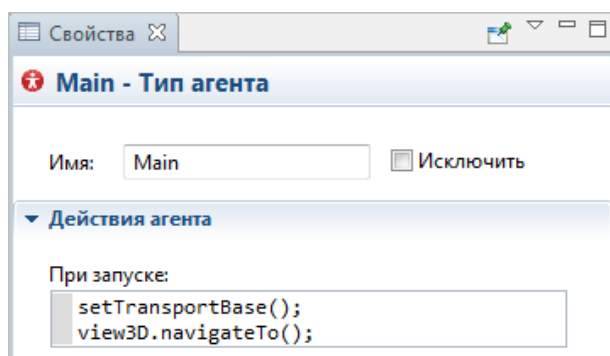 Свойства
Main - Тип агента
Имя: Main Исключить
Действия агента
При запуске:
setTransportBase();
view3D.navigateTo();